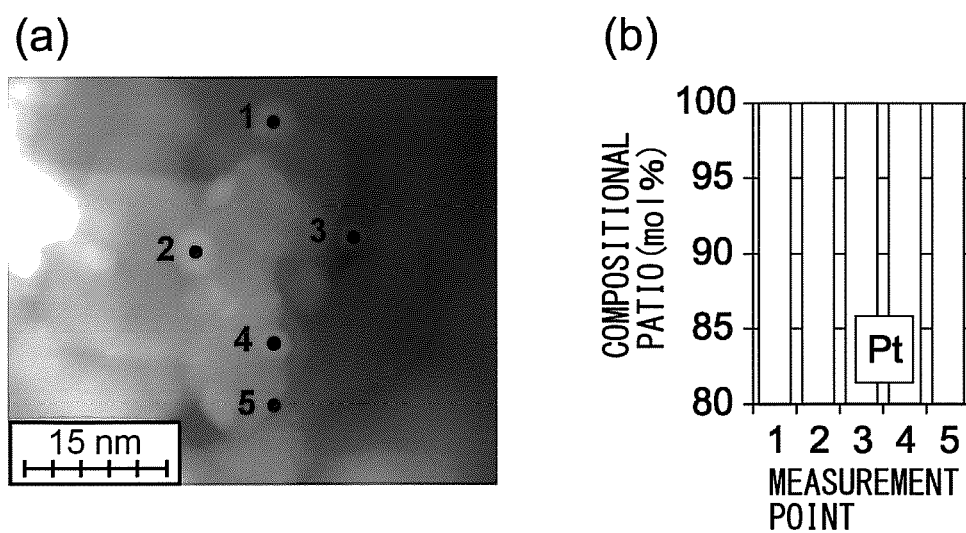 (a)
(b)
1
2
3
4
5
15 nm
COMPOSITIONAL
PATIO(mol%)
100
95
90
85
80
Pt
1 2 3 4 5
MEASUREMENT
POINT